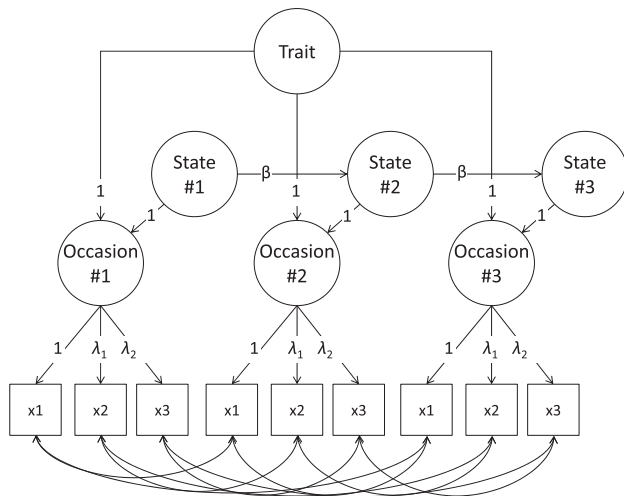 Trait
State
#1
β
State
#2
β
State
#3
1
1
1
1
1
1
Occasion
#1
Occasion
#2
Occasion
#3
1
λ1
λ2
1
λ1
λ2
1
λ1
λ2
x1
x2
x3
x1
x2
x3
x1
x2
x3